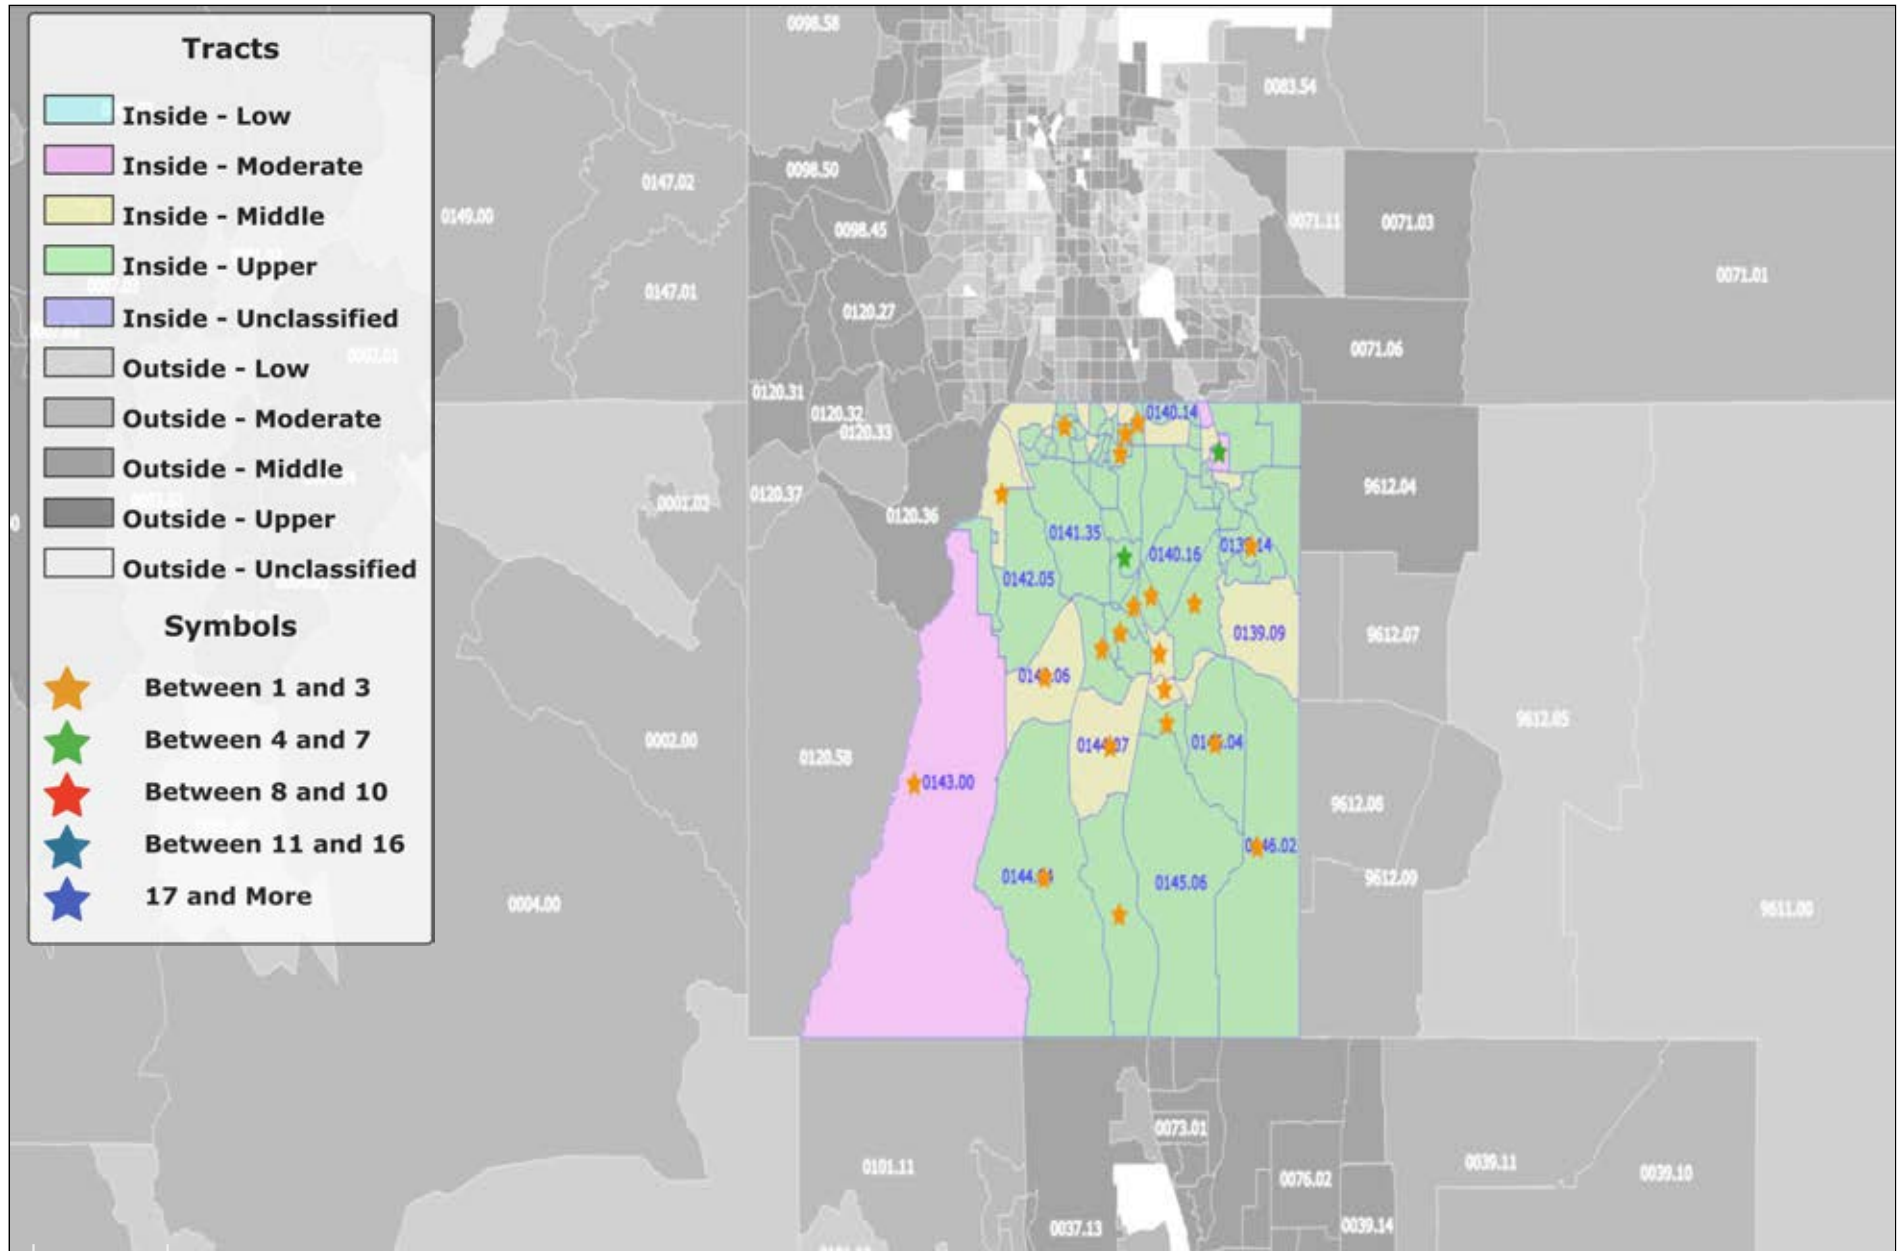 Tracts
Inside - Low
Inside - Moderate
Inside - Middle
Inside - Upper
Inside - Unclassified
Outside - Low
Outside - Moderate
Outside - Middle
Outside - Upper
Outside - Unclassified
Symbols
Between 1 and 3
Between 4 and 7
Between 8 and 10
Between 11 and 16
17 and More
0098.58
0083.54
0098.50
0147.02
0149.00
0071.11
0071.03
0098.45
0071.01
0147.01
0120.27
0071.06
0120.31
0120.32
0140.14
0120.33
9612.04
0120.37
0001.02
0120.36
0141.35
0140.16
0142.05
0139.09
9612.07
9612.05
0002.00
0120.58
0143.00
9612.08
9612.09
0145.06
0004.00
9611.00
0073.01
0101.11
0039.11
0039.10
0076.02
0037.13
0039.14